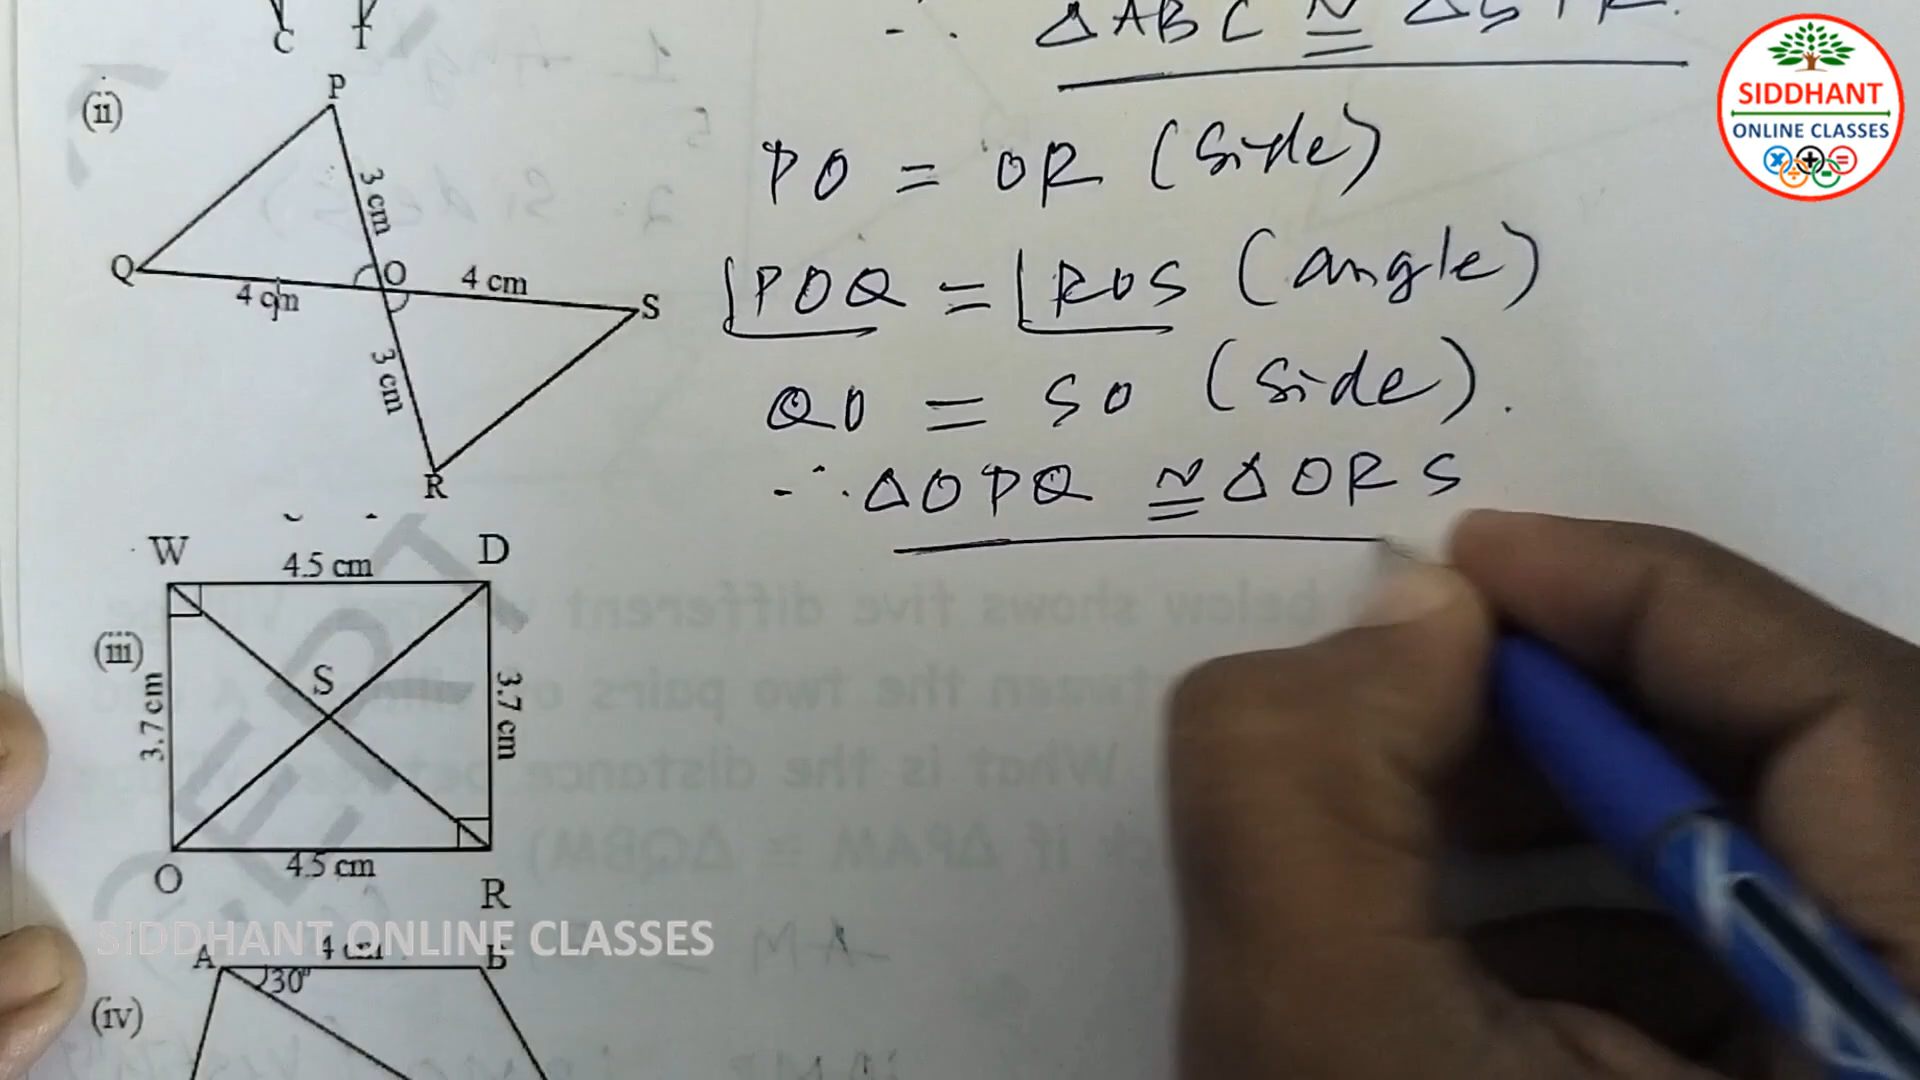 C
(ii)
P
3 cm
Q
O
4 cm
4 cm
S
3 cm
R
∴ ΔABC ≅
PO = OR (side)
POQ = ROS (angle)
QO = SO (side).
∴ ΔOPQ ≅ ΔORS
SIDDHANT
ONLINE CLASSES
W
4.5 cm
D
(iii)
3.7 cm
S
3.7 cm
O
4.5 cm
R
SIDDHANT ONLINE CLASSES
A
4 cm
B
30°
(iv)